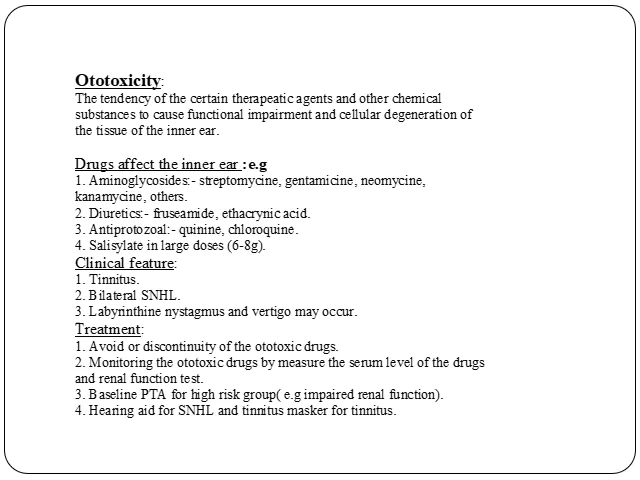 Ototoxicity:
The tendency of the certain therapeatic agents and other chemical
substances to cause functional impairment and cellular degeneration of
the tissue of the inner ear.
Drugs affect the inner ear : e.g
1. Aminoglycosides:- streptomycine, gentamicine, neomycine,
kanamycine, others.
2. Diuretics:- fruseamide, ethacrynic acid.
3. Antiprotozoal:- quinine, chloroquine.
4. Salisylate in large doses (6-8g).
Clinical feature:
1. Tinnitus.
2. Bilateral SNHL.
3. Labyrinthine nystagmus and vertigo may occur.
Treatment:
1. Avoid or discontinuity of the ototoxic drugs.
2. Monitoring the ototoxic drugs by measure the serum level of the drugs
and renal function test.
3. Baseline PTA for high risk group( e.g impaired renal function).
4. Hearing aid for SNHL and tinnitus masker for tinnitus.